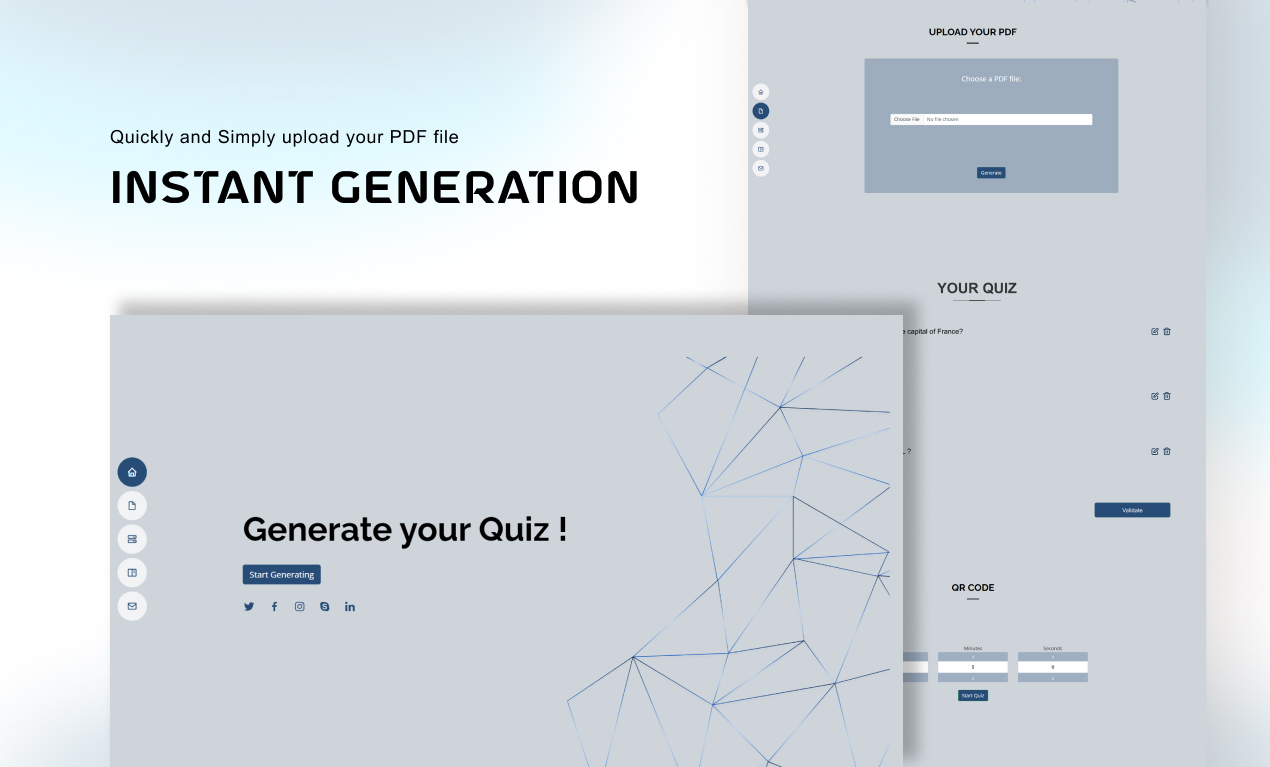 Quickly and Simply upload your PDF file
INSTANT GENERATION
Generate your Quiz !
Start Generating
UPLOAD YOUR PDF
Choose a PDF file:
Choose File No file chosen
Generate
YOUR QUIZ
capital of France?
?
Validate
QR CODE
Minutes Seconds
5 0
Start Quiz